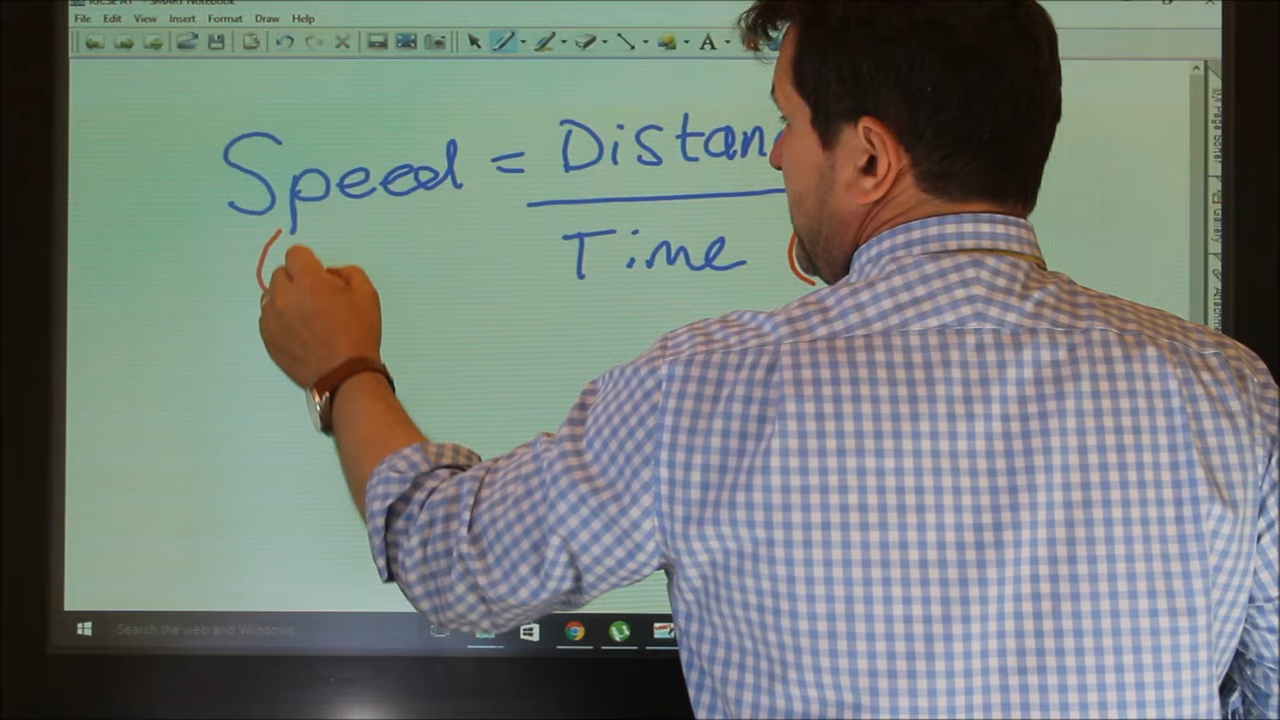 File Edit View Insert Format Draw Help
Speed = Distan
Time
Search the web and Windows